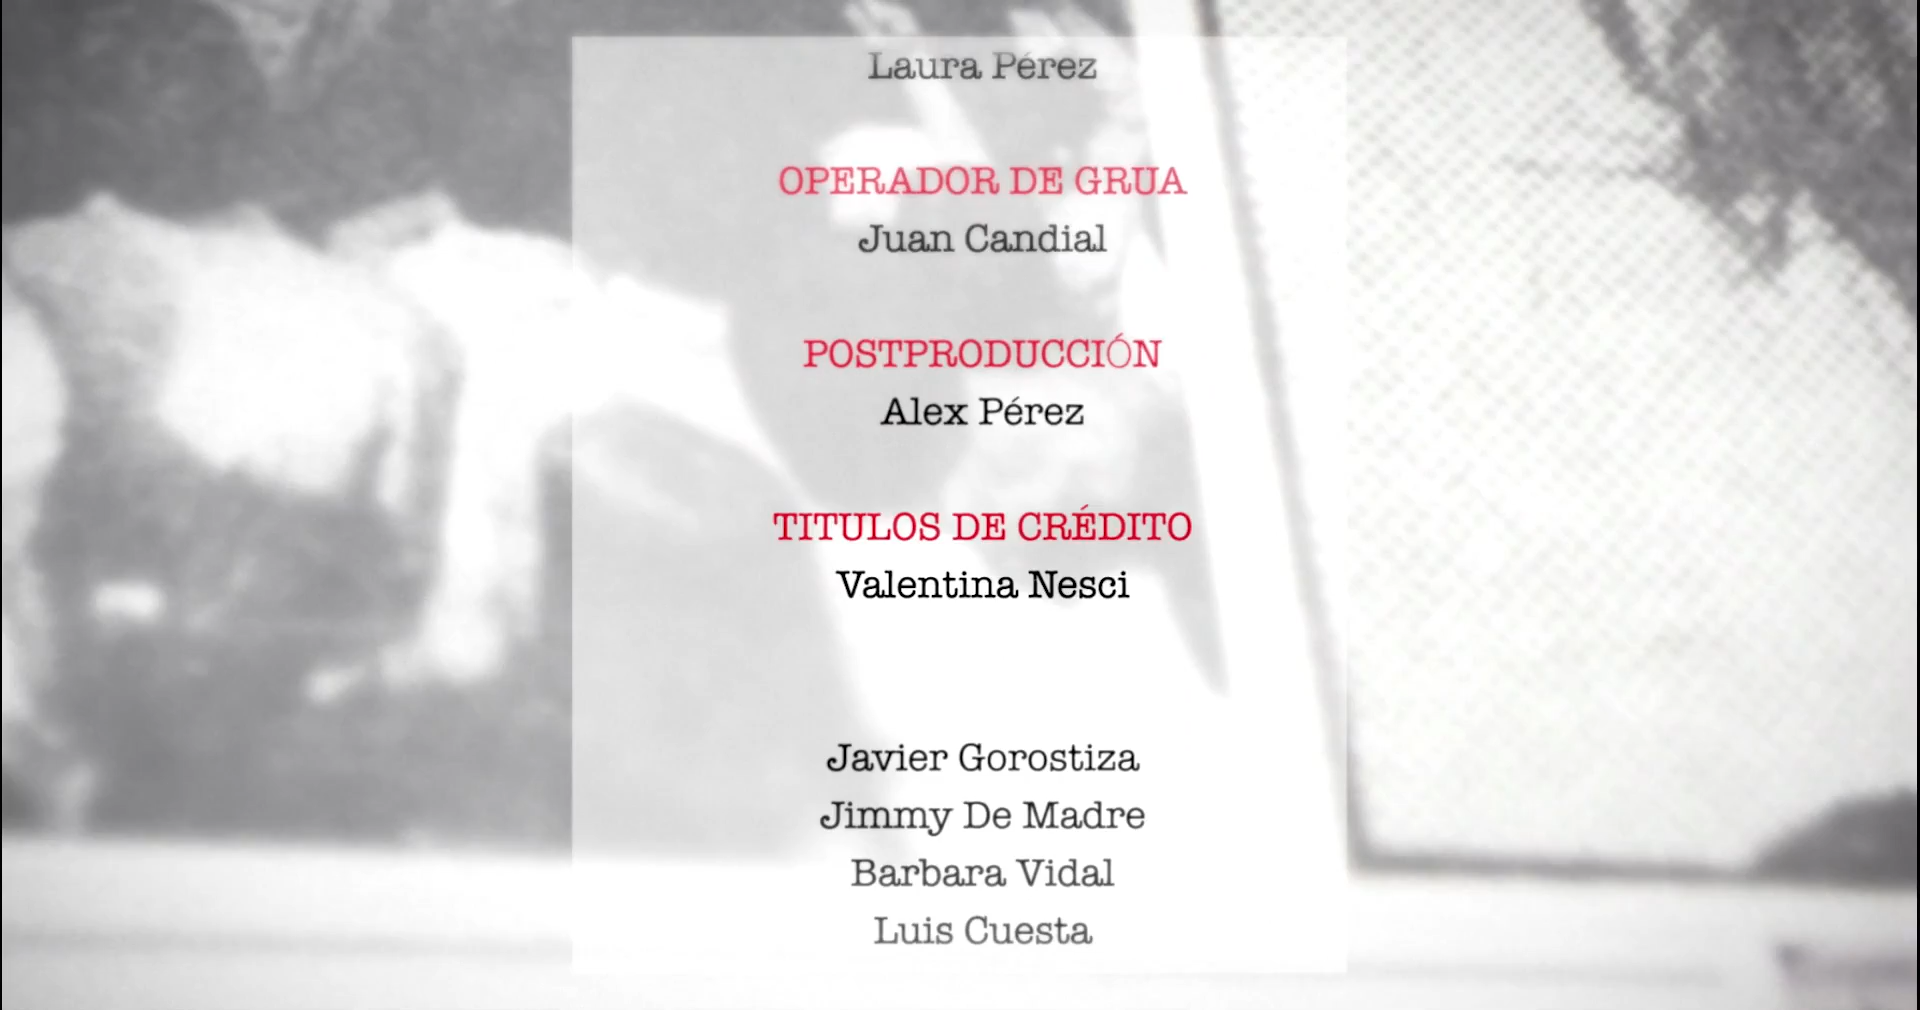 Laura Pérez
OPERADOR DE GRUA
Juan Candial
POSTPRODUCCIÓN
Alex Pérez
TITULOS DE CRÉDITO
Valentina Nesci
Javier Gorostiza
Jimmy De Madre
Barbara Vidal
Luis Cuesta